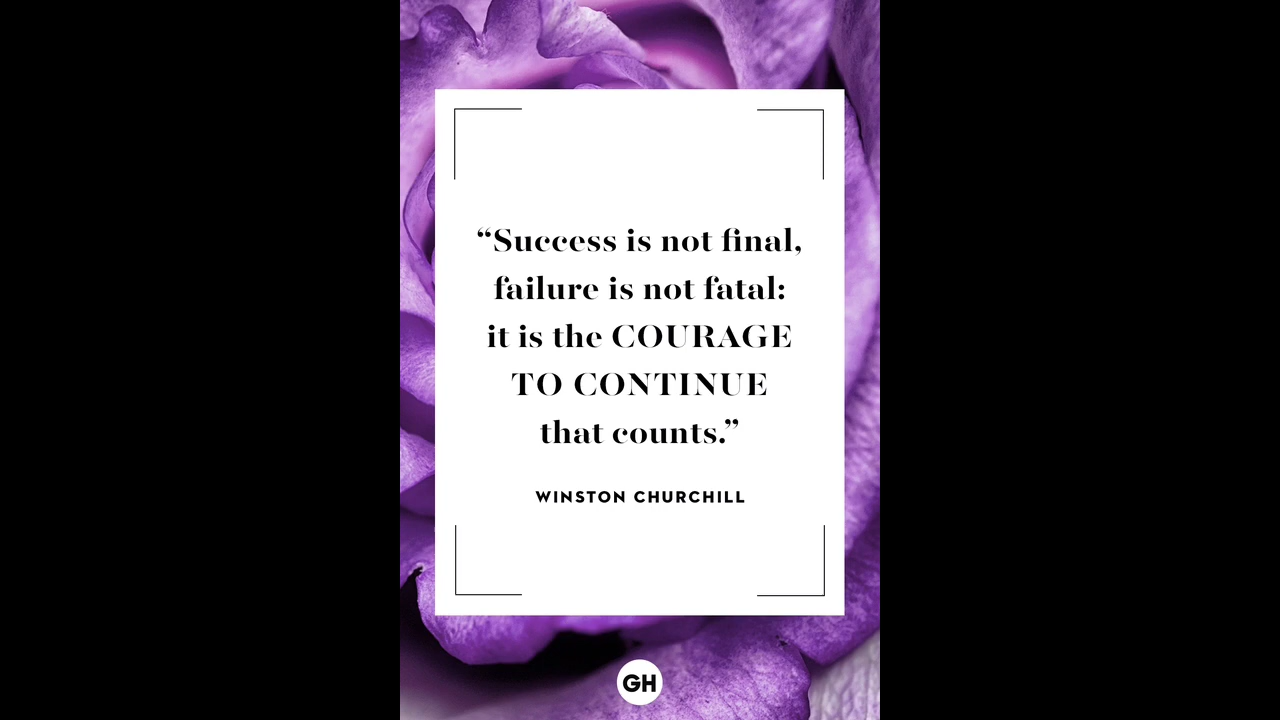 “Success is not final,
failure is not fatal:
it is the COURAGE
TO CONTINUE
that counts.”
WINSTON CHURCHILL
GH